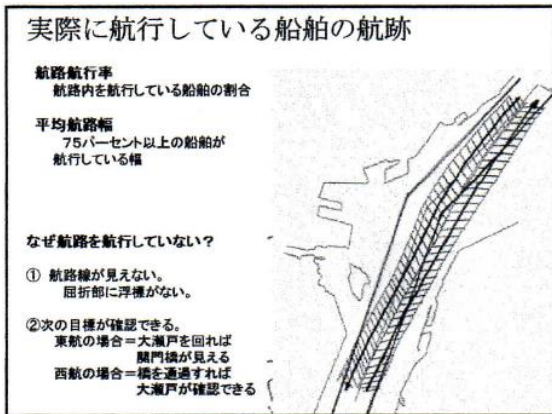 実際に航行している船舶の航跡
航路航行率
航路内を航行している船舶の割合
平均航路幅
75パーセント以上の船舶が
航行している幅
なぜ航路を航行していない?
① 航路線が見えない。
屈折部に浮標がない。
②次の目標が確認できる。
東航の場合=大瀬戸を回れば
関門橋が見える
西航の場合=橋を通過すれば
大瀬戸が確認できる